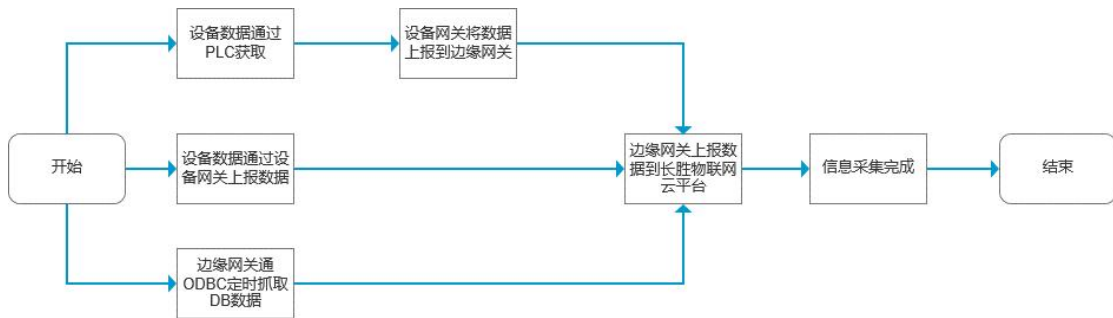 设备数据通过
PLC获取
设备网关将数据
上报到边缘网关
开始
设备数据通过设
备网关上报数据
边缘网关上报数
据到长胜物联网
云平台
信息采集完成
结束
边缘网关通
ODBC定时抓取
DB数据